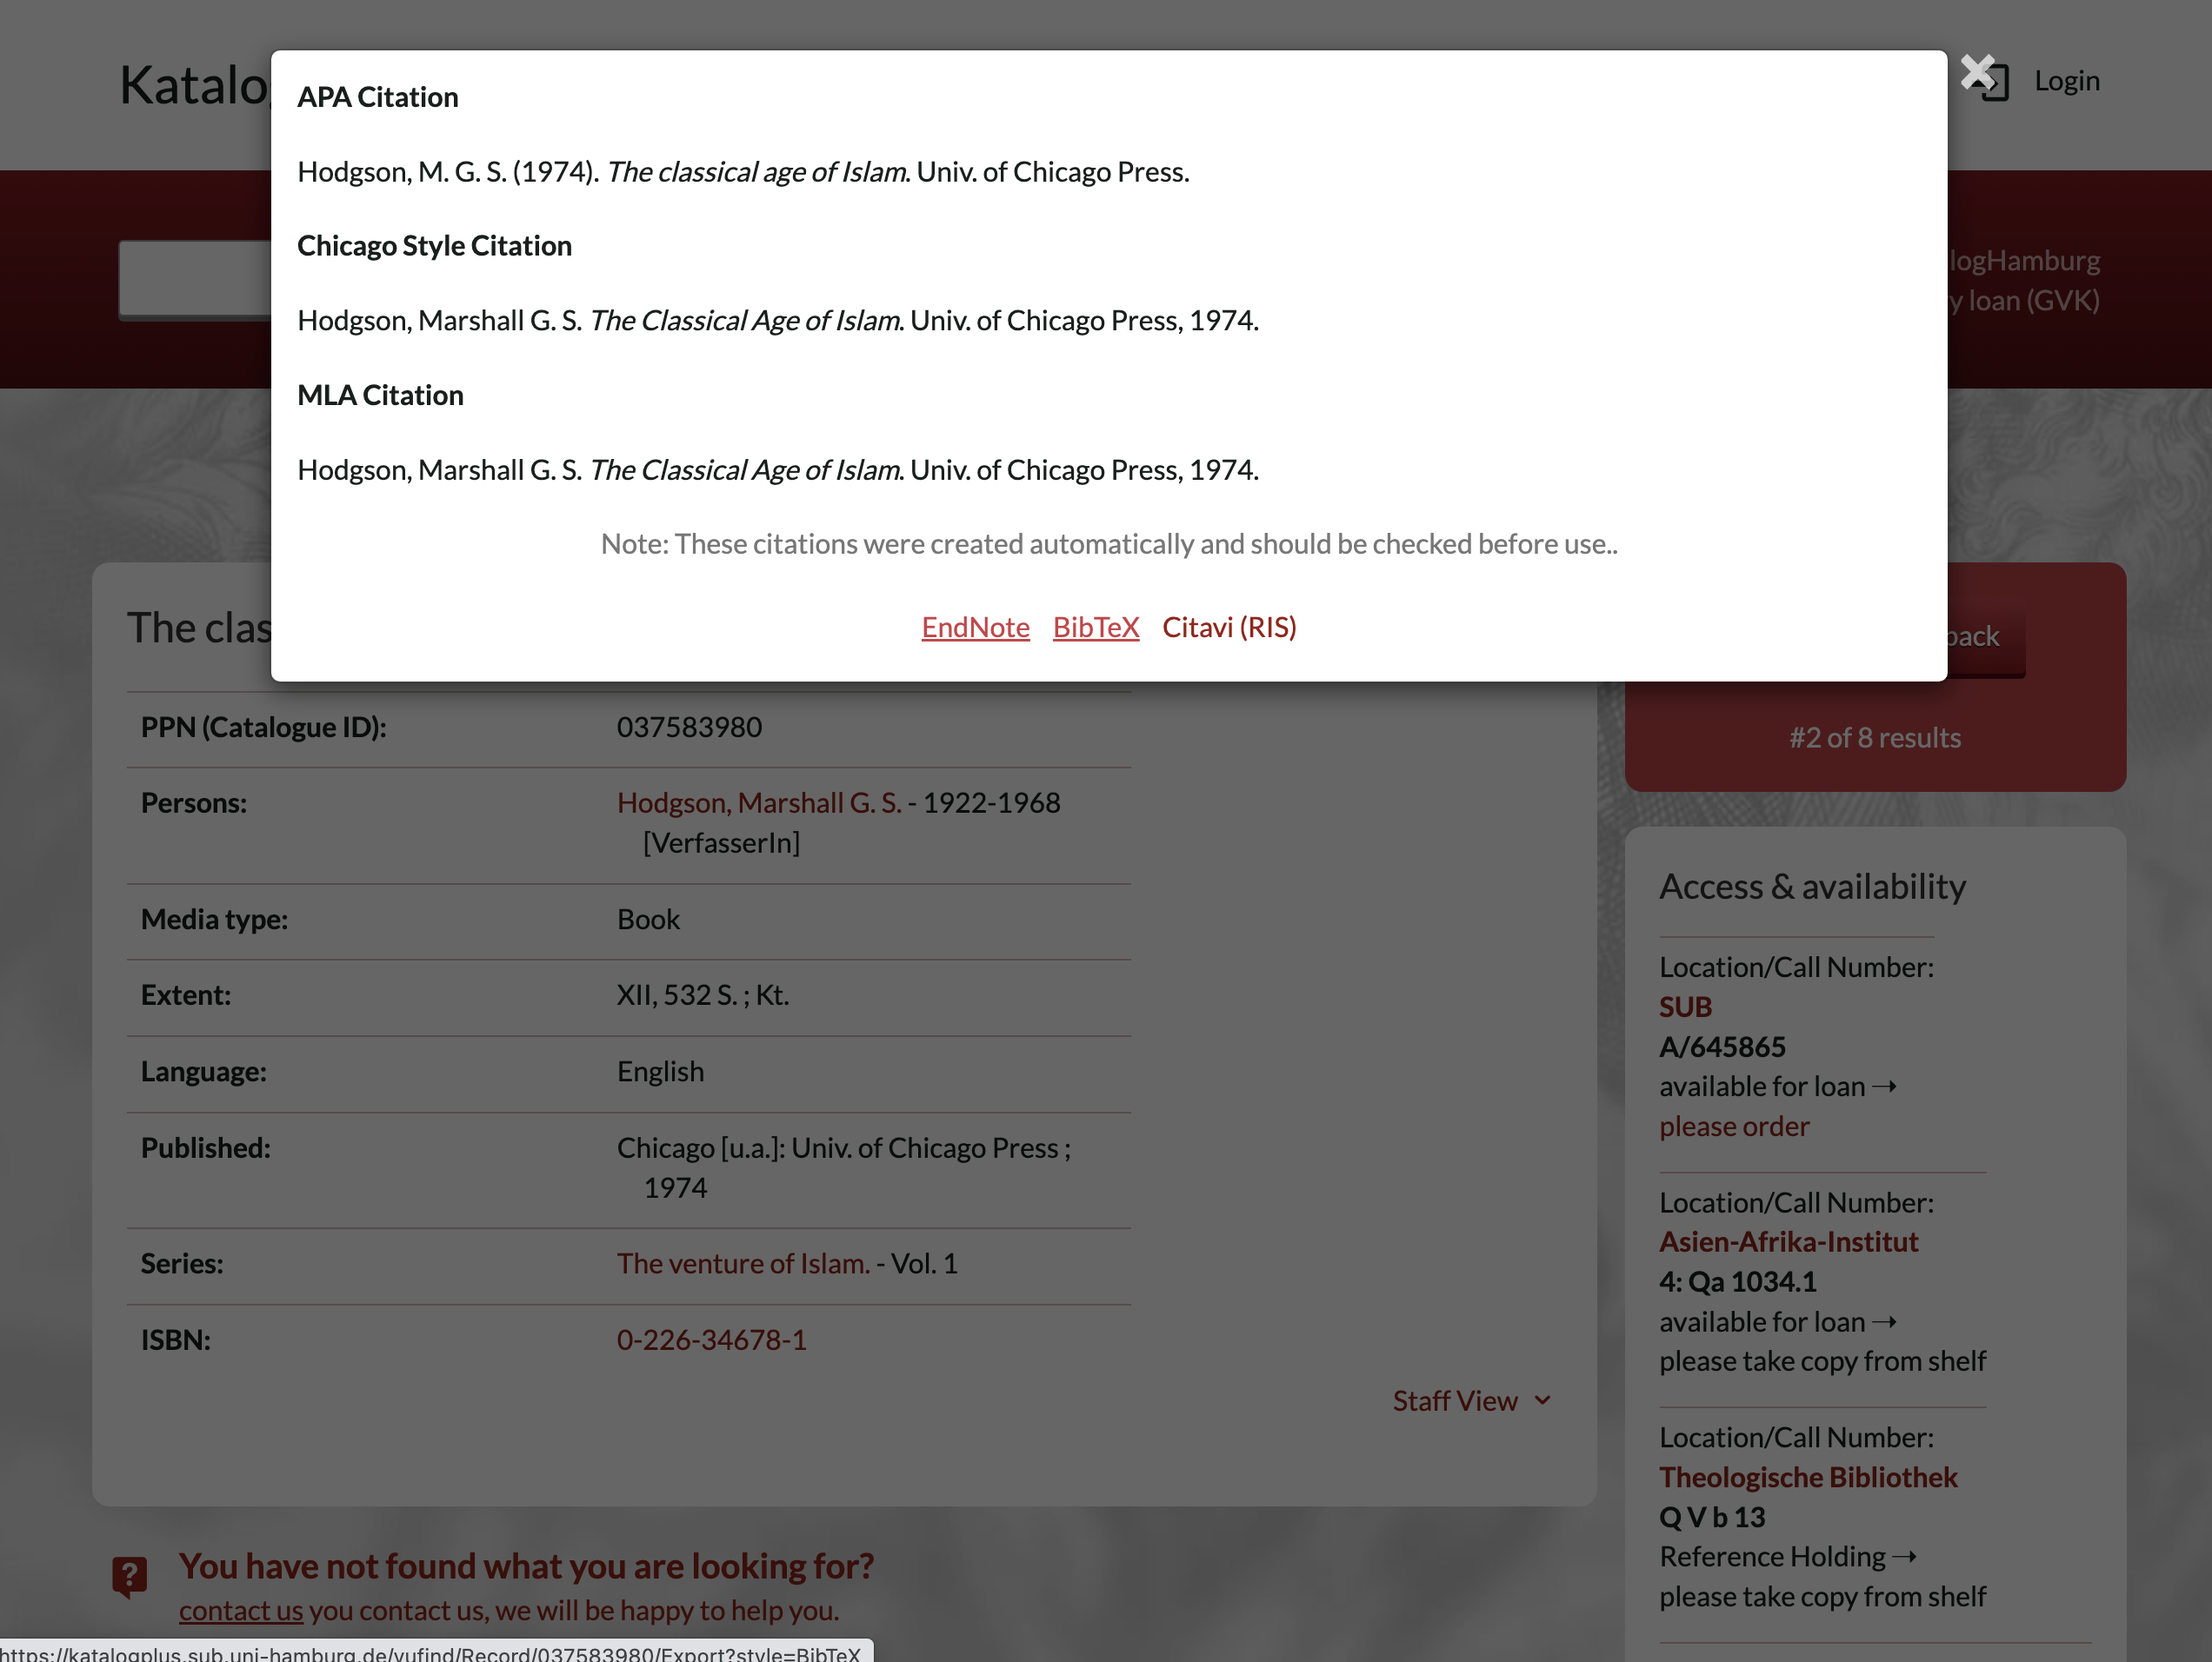 Katalo
Login
APA Citation
Hodgson, M. G. S. (1974). The classical age of Islam. Univ. of Chicago Press.
Chicago Style Citation
Hodgson, Marshall G. S. The Classical Age of Islam. Univ. of Chicago Press, 1974.
MLA Citation
Hodgson, Marshall G. S. The Classical Age of Islam. Univ. of Chicago Press, 1974.
Note: These citations were created automatically and should be checked before use..
EndNote BibTeX Citavi (RIS)
logHamburg
y loan (GVK)
The clas
back
#2 of 8 results
PPN (Catalogue ID): 037583980
Persons: Hodgson, Marshall G. S. - 1922-1968
[VerfasserIn]
Media type: Book
Extent: XII, 532 S. ; Kt.
Language: English
Published: Chicago [u.a.]: Univ. of Chicago Press ;
1974
Series: The venture of Islam. - Vol. 1
ISBN: 0-226-34678-1
Staff View
Access & availability
Location/Call Number:
SUB
A/645865
available for loan →
please order
Location/Call Number:
Asien-Afrika-Institut
4: Qa 1034.1
available for loan →
please take copy from shelf
Location/Call Number:
Theologische Bibliothek
Q V b 13
Reference Holding →
please take copy from shelf
You have not found what you are looking for?
contact us you contact us, we will be happy to help you.
https://katalogplus.sub.uni-hamburg.de/vufind/Record/037583980/Export?style=BibTeX